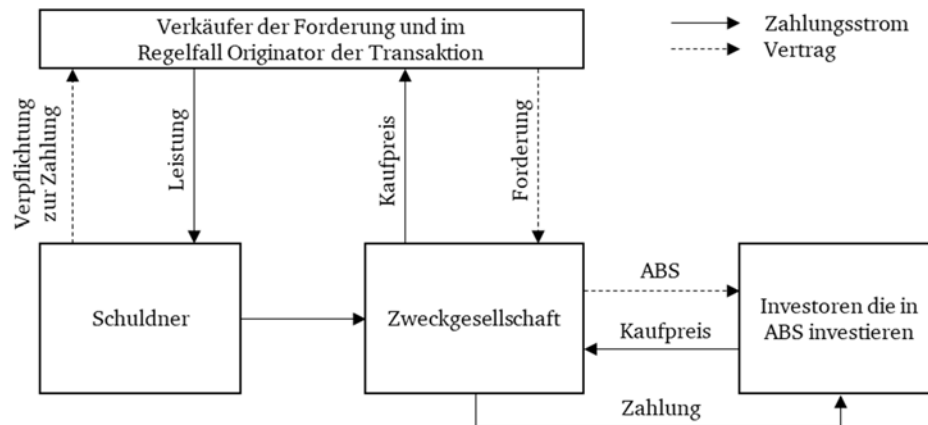 Verkäufer der Forderung und im
Regelfall Originator der Transaktion
Zahlungsstrom
Vertrag
Verpflichtung
zur Zahlung
Leistung
Kaufpreis
Forderung
Schuldner
Zweckgesellschaft
ABS
Kaufpreis
Investoren die in
ABS investieren
Zahlung